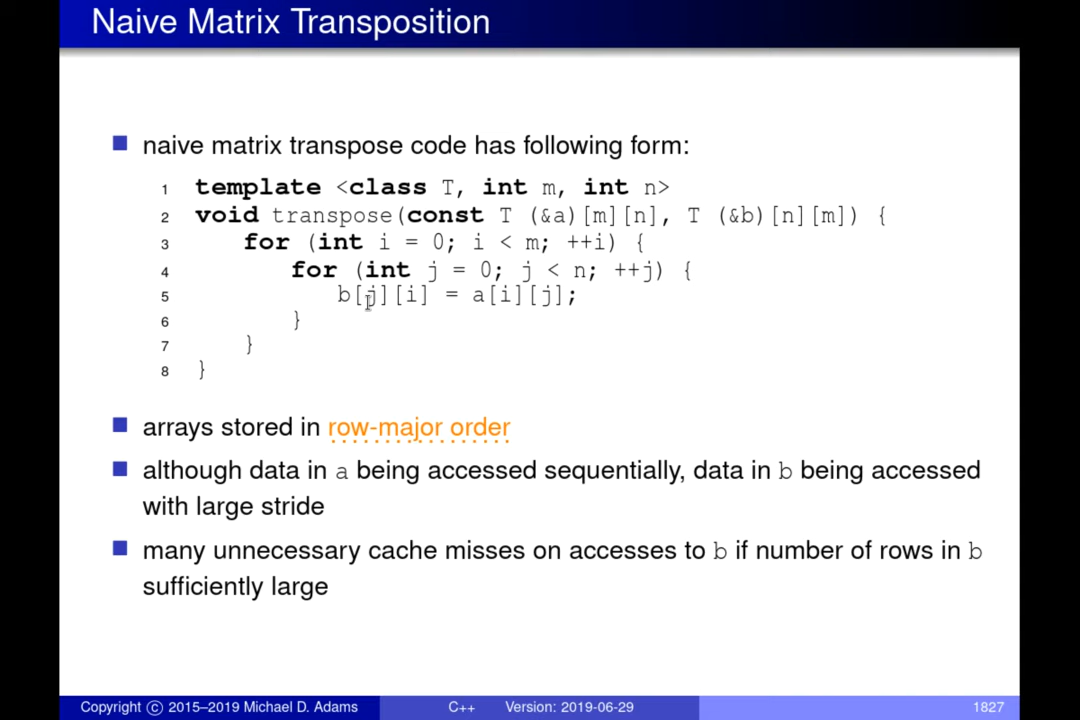 Naive Matrix Transposition
naive matrix transpose code has following form:
1 template <class T, int m, int n>
2 void transpose(const T (&a)[m][n], T (&b)[n][m]) {
3 for (int i = 0; i < m; ++i) {
4 for (int j = 0; j < n; ++j) {
5 b[j][i] = a[i][j];
6 }
7 }
8 }
arrays stored in row-major order
although data in a being accessed sequentially, data in b being accessed
with large stride
many unnecessary cache misses on accesses to b if number of rows in b
sufficiently large
Copyright © 2015–2019 Michael D. Adams C++ Version: 2019-06-29 1827